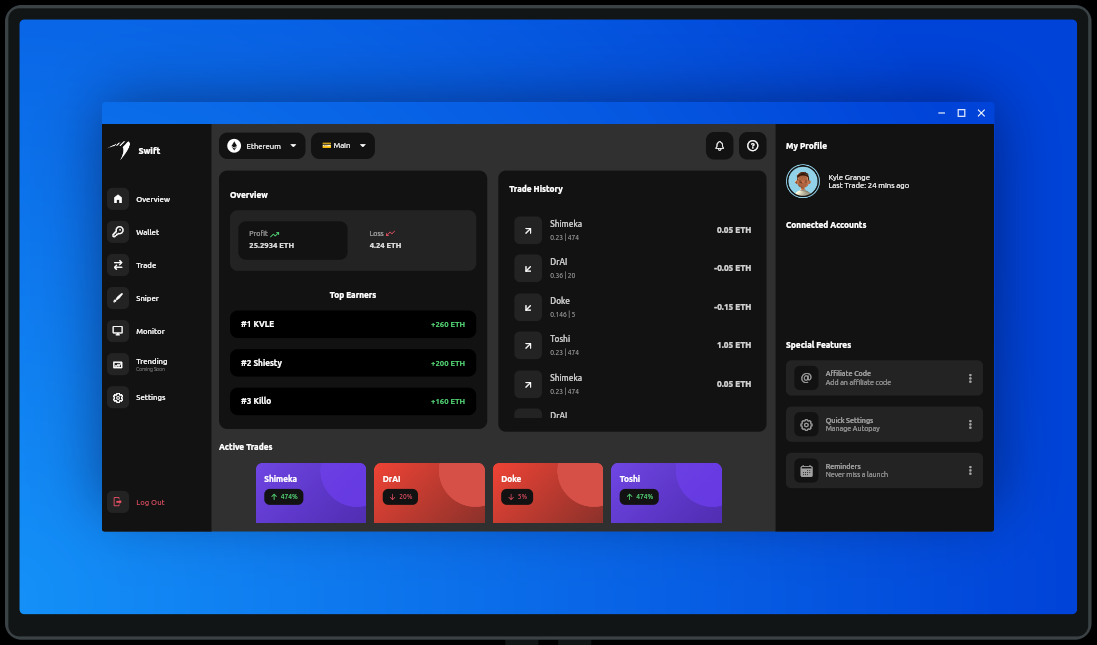 Swift
Overview
Wallet
Trade
Sniper
Monitor
Trending
Coming Soon
Settings
Log Out
Ethereum
Main
Overview
Profit
25.2934 ETH
Loss
4.24 ETH
Top Earners
#1 KVLE +260 ETH
#2 Shiesty +200 ETH
#3 Killo +160 ETH
Trade History
Shimeka
0.23 | 474
0.05 ETH
DrAI
0.36 | 20
-0.05 ETH
Doke
0.146 | 5
-0.15 ETH
Toshi
0.23 | 474
1.05 ETH
Shimeka
0.23 | 474
0.05 ETH
DrAI
Active Trades
Shimeka
474%
DrAI
20%
Doke
5%
Toshi
474%
My Profile
Kyle Grange
Last Trade: 24 mins ago
Connected Accounts
Special Features
@
Affiliate Code
Add an affiliate code
Quick Settings
Manage Autopay
Reminders
Never miss a launch